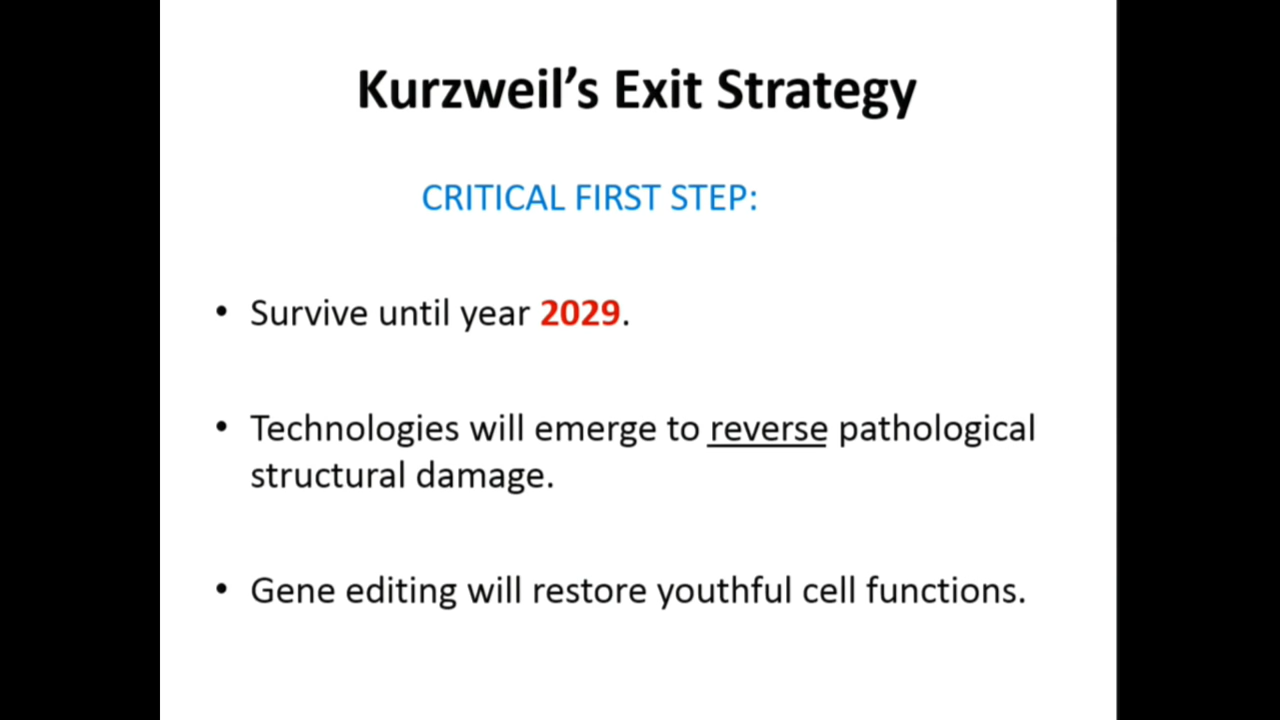 Kurzweil’s Exit Strategy
CRITICAL FIRST STEP:
• Survive until year 2029.
• Technologies will emerge to reverse pathological
structural damage.
• Gene editing will restore youthful cell functions.